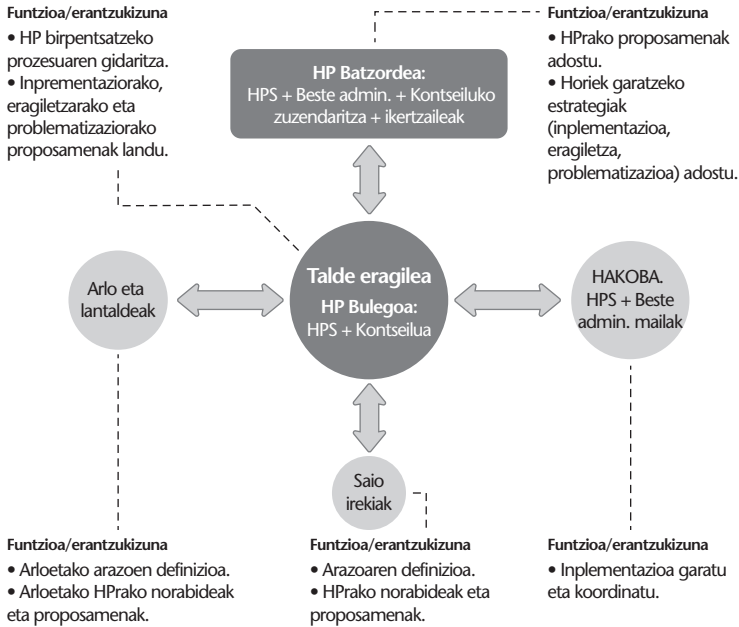 Funtzioa/erantzukizuna
• HP birpentsatzeko
prozesuaren gidaritza.
• Inprementaziorako,
eragiletzarako eta
problematizaziorako
proposamenak landu.
HP Batzordea:
HPS + Beste admin. + Kontseiluko
zuzendaritza + ikertzaileak
Funtzioa/erantzukizuna
• HPrako proposamenak
adostu.
• Horiek garatzeko
estrategiak
(inplementazioa,
eragiletza,
problematizazioa) adostu.
Arlo eta
lantaldeak
Talde eragilea
HP Bulegoa:
HPS + Kontseilua
HAKOBA.
HPS + Beste
admin. mailak
Saio
irekiak
Funtzioa/erantzukizuna
• Arloetako arazoen definizioa.
• Arloetako HPrako norabideak
eta proposamenak.
Funtzioa/erantzukizuna
• Arazoaren definizioa.
• HPrako norabideak eta
proposamenak.
Funtzioa/erantzukizuna
• Inplementazioa garatu
eta koordinatu.